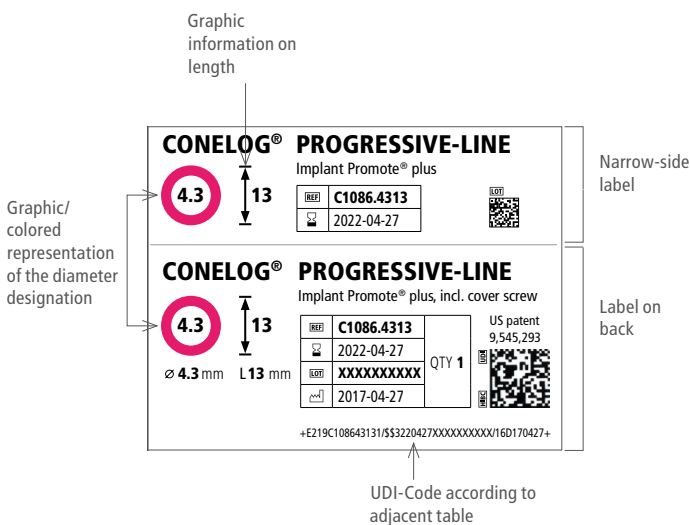 Graphic
information on
length
CONELOG® PROGRESSIVE-LINE
Implant Promote® plus
4.3
13
REF C1086.4313
2022-04-27
LOT
Narrow-side
label
Graphic/
colored
representation
of the diameter
designation
CONELOG® PROGRESSIVE-LINE
Implant Promote® plus, incl. cover screw
4.3
13
⌀ 4.3 mm L 13 mm
REF C1086.4313
2022-04-27
LOT XXXXXXXXXX
2017-04-27
QTY 1
US patent
9,545,293
UDI
HIBC
+E219C108643131/$$3220427XXXXXXXXXX/16D170427+
Label on
back
UDI-Code according to
adjacent table